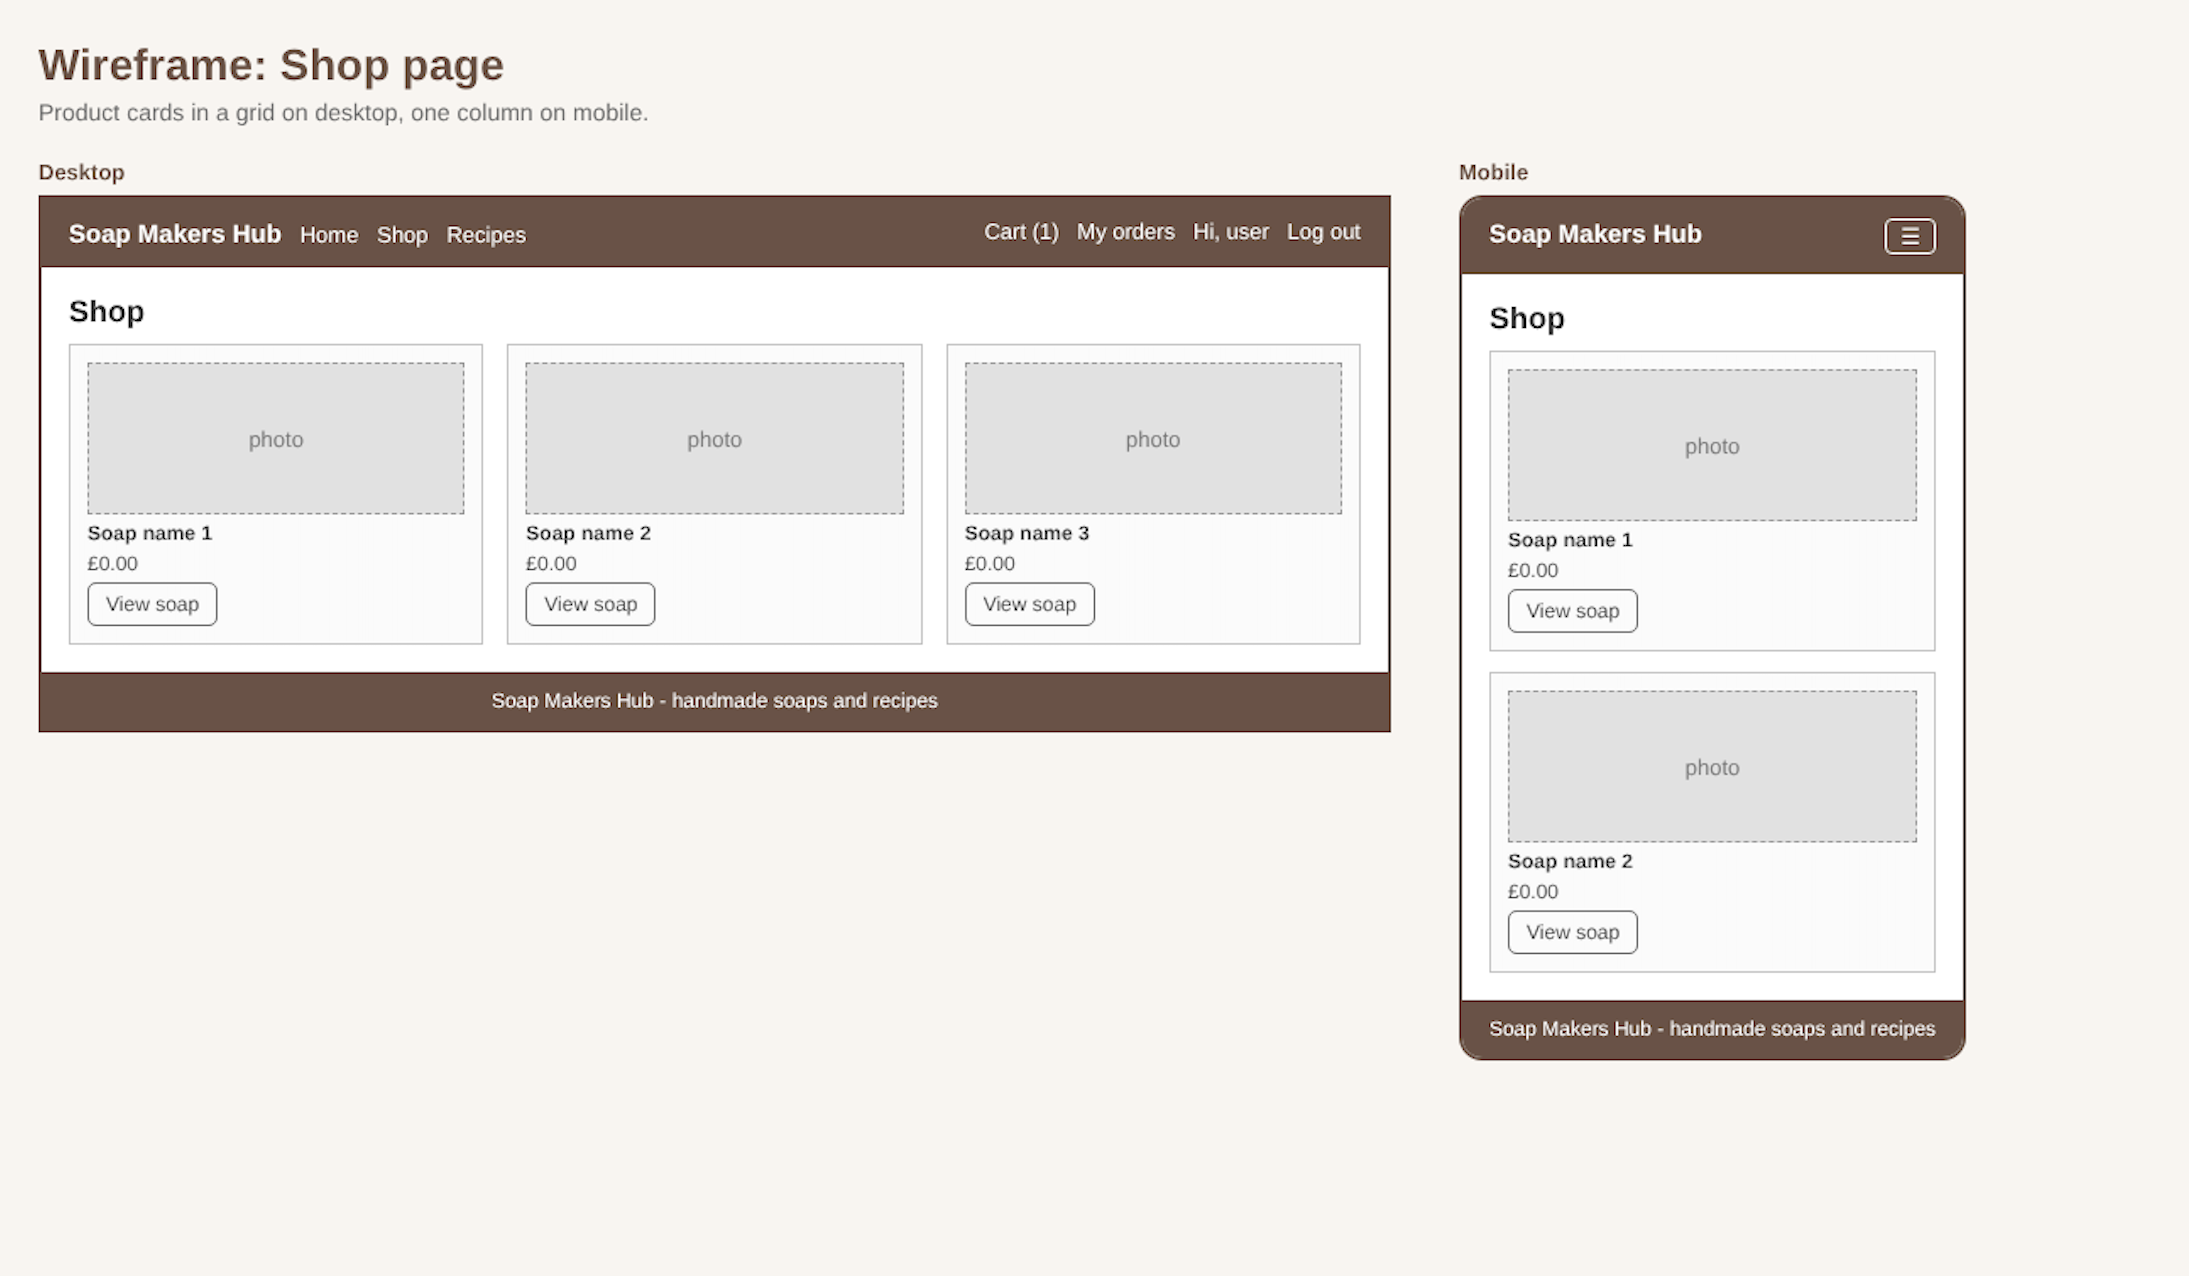 Wireframe: Shop page
Product cards in a grid on desktop, one column on mobile.
Desktop
Soap Makers Hub Home Shop Recipes Cart (1) My orders Hi, user Log out
Shop
photo photo photo
Soap name 1 Soap name 2 Soap name 3
£0.00 £0.00 £0.00
View soap View soap View soap
Soap Makers Hub - handmade soaps and recipes
Mobile
Soap Makers Hub ☰
Shop
photo
Soap name 1
£0.00
View soap
photo
Soap name 2
£0.00
View soap
Soap Makers Hub - handmade soaps and recipes